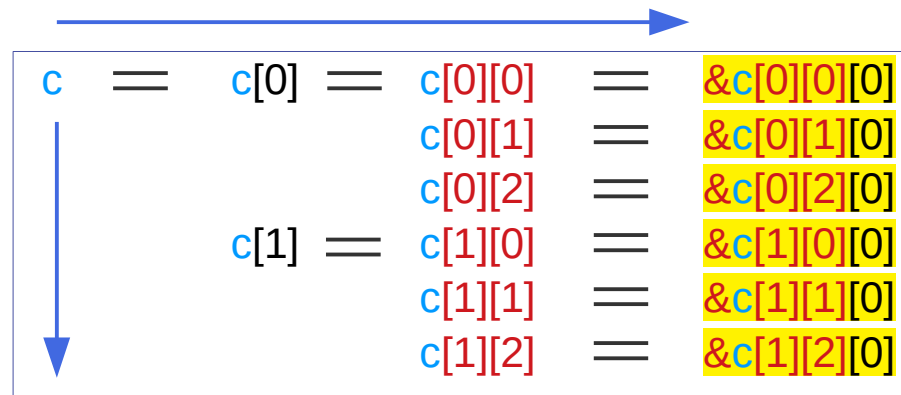 c = c[0] = c[0][0] = &c[0][0][0]
c[0][1] = &c[0][1][0]
c[0][2] = &c[0][2][0]
c[1] = c[1][0] = &c[1][0][0]
c[1][1] = &c[1][1][0]
c[1][2] = &c[1][2][0]